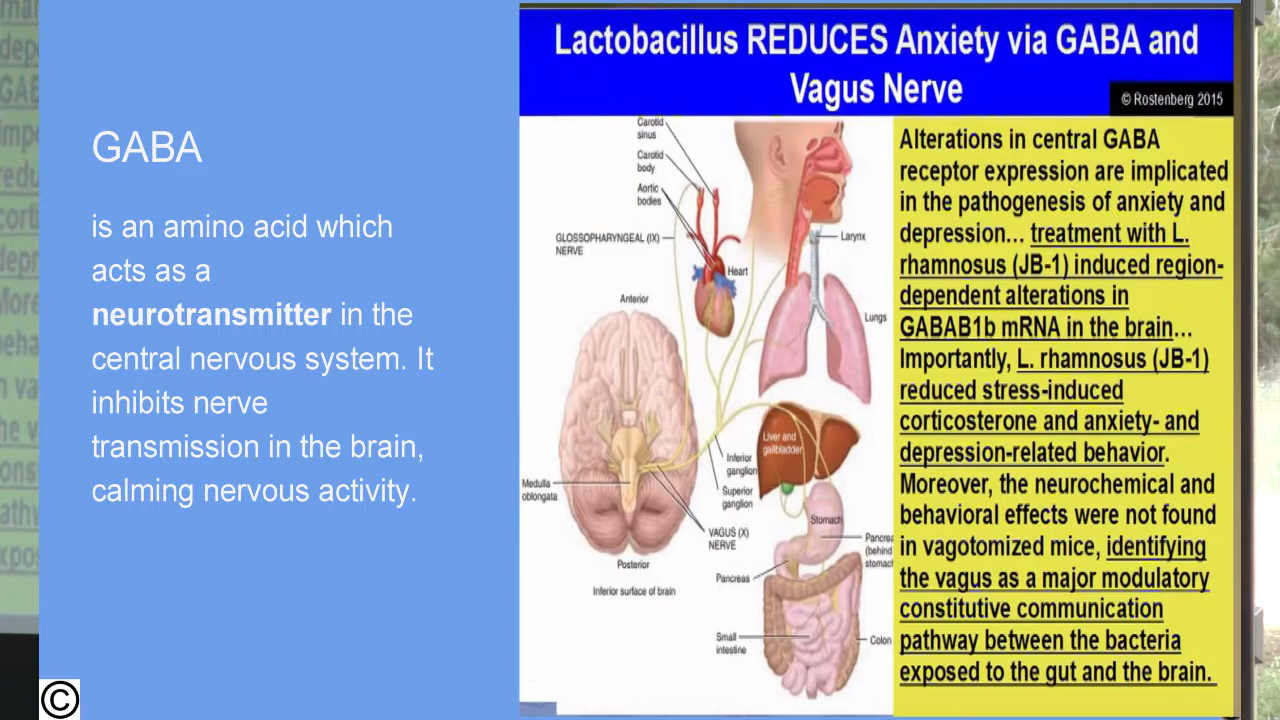 GABA
is an amino acid which
acts as a
neurotransmitter in the
central nervous system. It
inhibits nerve
transmission in the brain,
calming nervous activity.
©
Lactobacillus REDUCES Anxiety via GABA and
Vagus Nerve
© Rostenberg 2015
Carotid
sinus
Carotid
body
Aortic
bodies
GLOSSOPHARYNGEAL (IX)
NERVE
Larynx
Heart
Anterior
Lungs
Liver and
gallbladder
Inferior
ganglion
Medulla
oblongata
Superior
ganglion
Stomach
VAGUS (X)
NERVE
Pancrea
(behind
stomach
Posterior
Pancreas
Inferior surface of brain
Small
intestine
Colon
Alterations in central GABA
receptor expression are implicated
in the pathogenesis of anxiety and
depression... treatment with L.
rhamnosus (JB-1) induced region-
dependent alterations in
GABAB1b mRNA in the brain...
Importantly, L. rhamnosus (JB-1)
reduced stress-induced
corticosterone and anxiety- and
depression-related behavior.
Moreover, the neurochemical and
behavioral effects were not found
in vagotomized mice, identifying
the vagus as a major modulatory
constitutive communication
pathway between the bacteria
exposed to the gut and the brain.